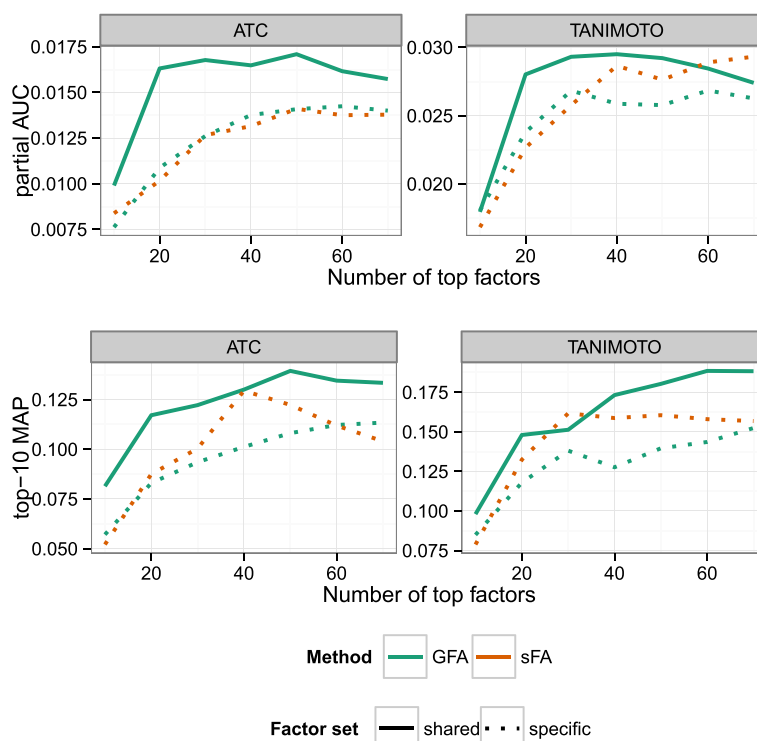 ATC TANIMOTO
partial AUC
0.0175
0.0150
0.0125
0.0100
0.0075
0.030
0.025
0.020
20 40 60 20 40 60
Number of top factors
ATC TANIMOTO
top-10 MAP
0.125
0.100
0.075
0.050
0.175
0.150
0.125
0.100
0.075
20 40 60 20 40 60
Number of top factors
Method GFA sFA
Factor set shared specific